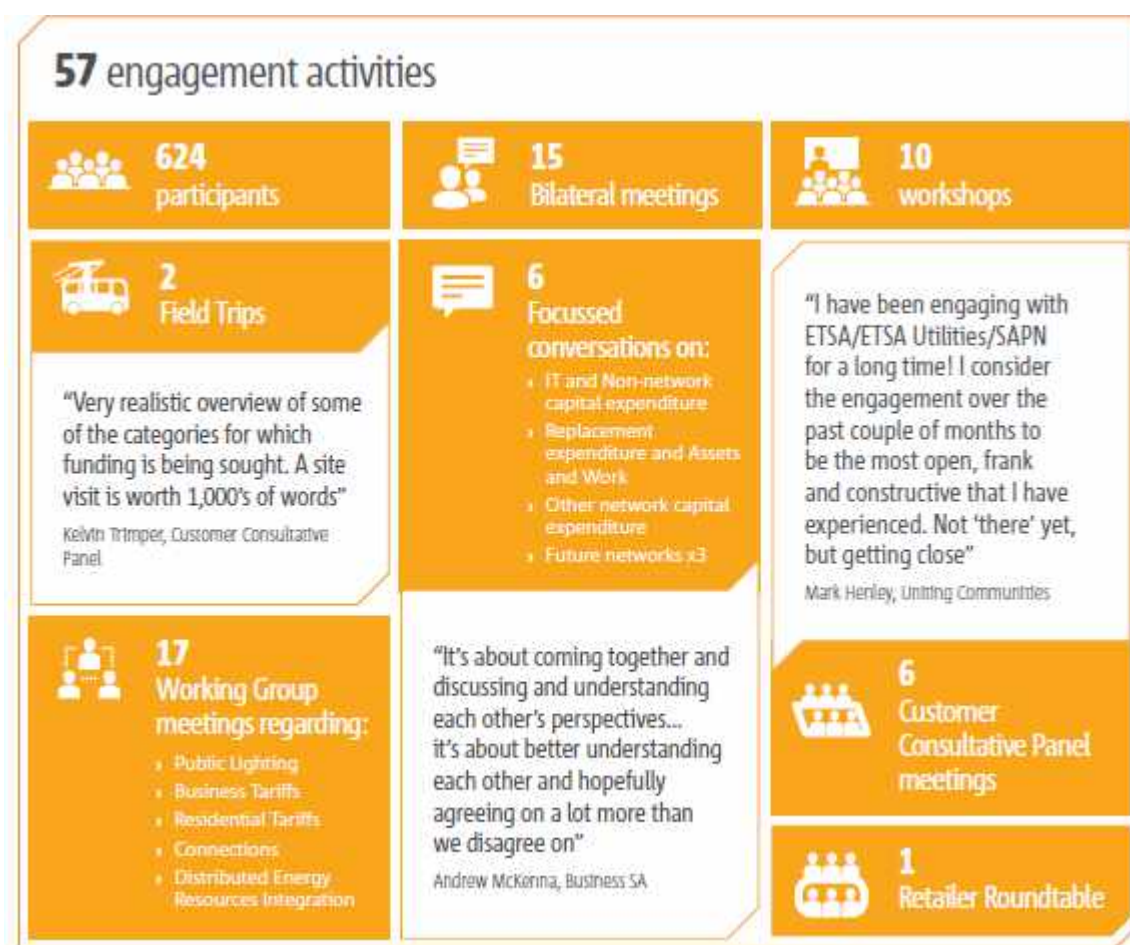 57 engagement activities
624
participants
15
Bilateral meetings
10
workshops
2
Field Trips
“Very realistic overview of some
of the categories for which
funding is being sought. A site
visit is worth 1,000’s of words”
Kelvin Trimper, Customer Consultative
Panel
6
Focussed
conversations on:
› IT and Non-network
capital expenditure
› Replacement
expenditure and Assets
and Work
› Other network capital
expenditure
› Future networks x3
“I have been engaging with
ETSA/ETSA Utilities/SAPN
for a long time! I consider
the engagement over the
past couple of months to
be the most open, frank
and constructive that I have
experienced. Not ‘there’ yet,
but getting close”
Mark Henley, Uniting Communities
17
Working Group
meetings regarding:
› Public Lighting
› Business Tariffs
› Residential Tariffs
› Connections
› Distributed Energy
Resources Integration
“It’s about coming together and
discussing and understanding
each other’s perspectives...
it’s about better understanding
each other and hopefully
agreeing on a lot more than
we disagree on”
Andrew McKenna, Business SA
6
Customer
Consultative Panel
meetings
1
Retailer Roundtable